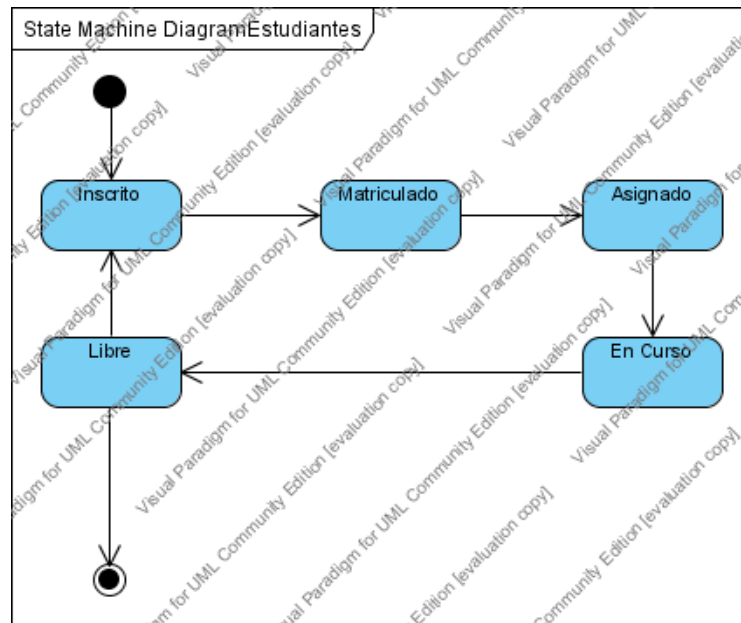 State Machine DiagramEstudiantes
Inscrito
Matriculado
Asignado
Libre
En Curso
Visual Paradigm for UML Community Edition [evaluation copy]